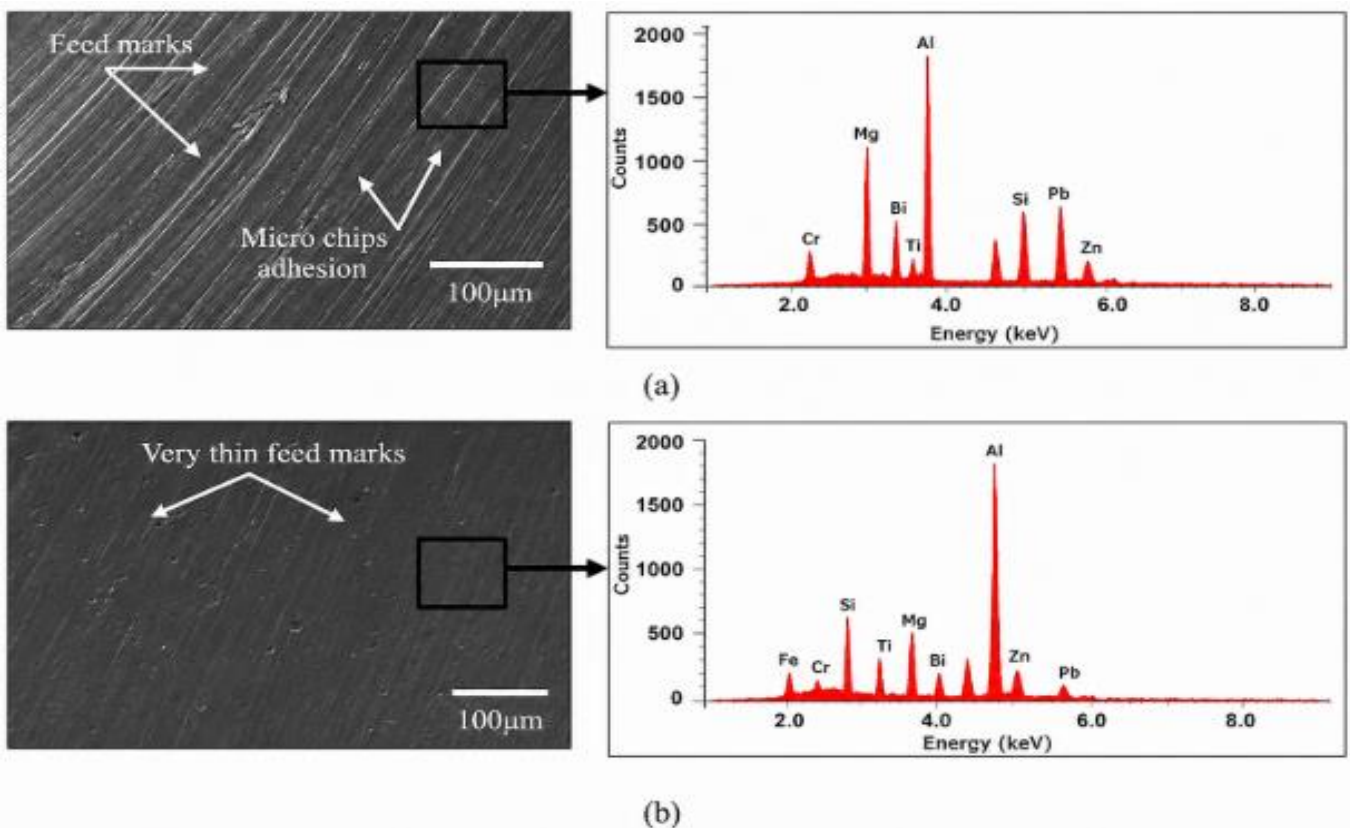 Feed marks
Micro chips
adhesion
100μm
Counts
2000
1500
1000
500
0
Cr
Mg
Bi
Ti
Al
Si
Pb
Zn
2.0
4.0
6.0
8.0
Energy (keV)
(a)
Very thin feed marks
100μm
Counts
2000
1500
1000
500
0
Fe
Cr
Si
Ti
Mg
Bi
Al
Zn
Pb
2.0
4.0
6.0
8.0
Energy (keV)
(b)